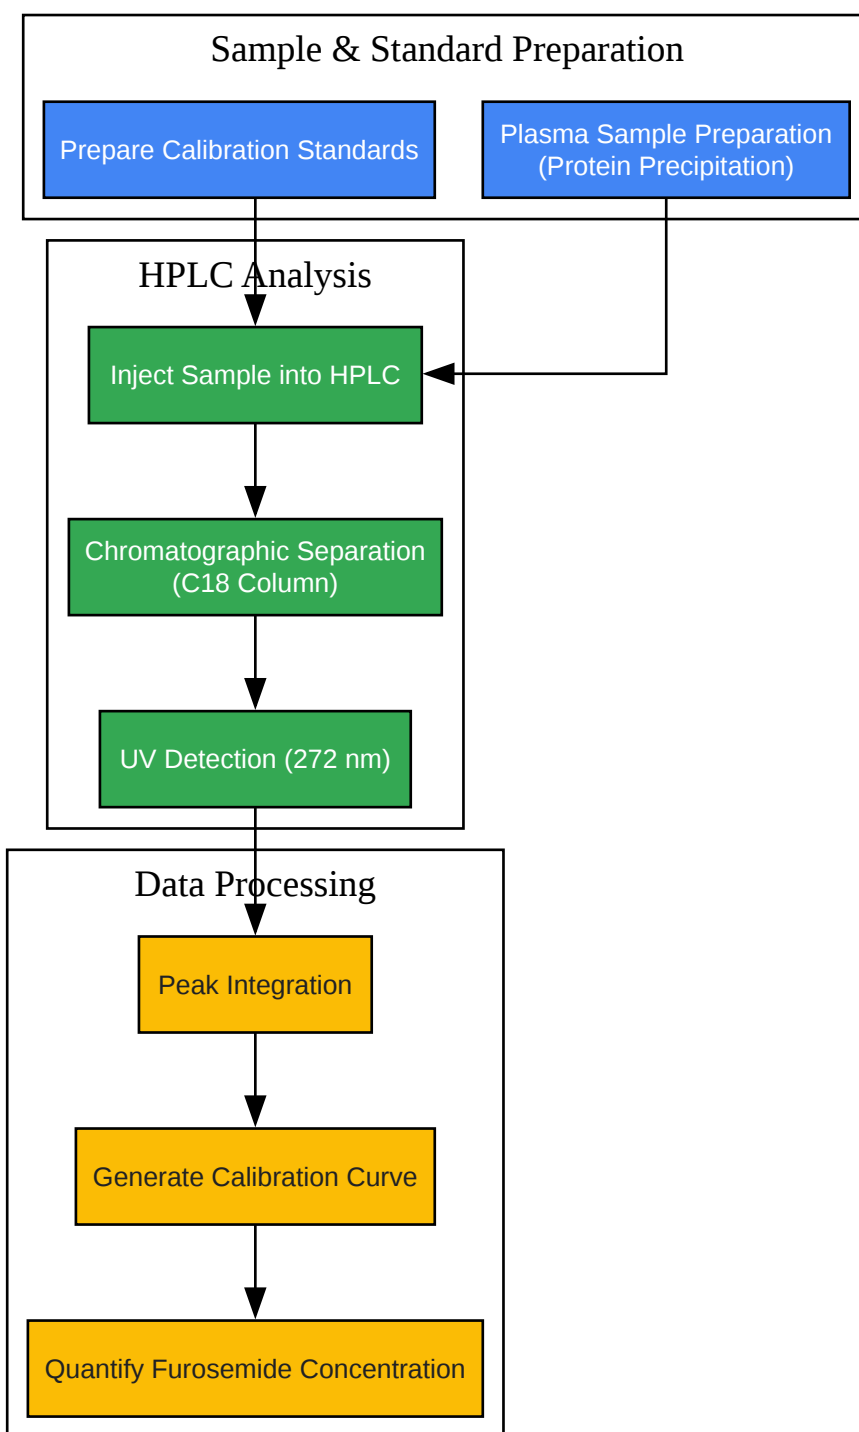 Sample & Standard Preparation
Prepare Calibration Standards
Plasma Sample Preparation
(Protein Precipitation)
HPLC Analysis
Inject Sample into HPLC
Chromatographic Separation
(C18 Column)
UV Detection (272 nm)
Data Processing
Peak Integration
Generate Calibration Curve
Quantify Furosemide Concentration